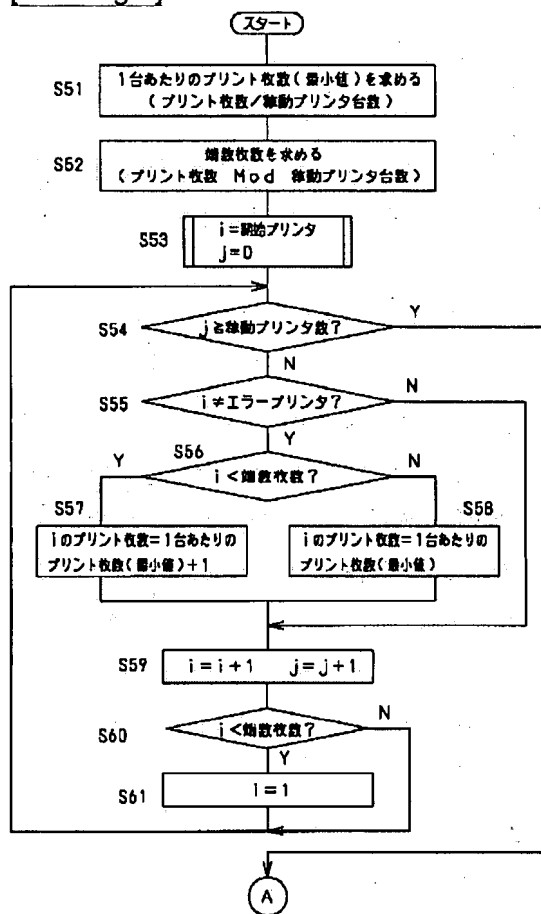 スタート
S51
1台あたりのプリント枚数(最小値)を求める
(プリント枚数/稼動プリンタ台数)
S52
端数枚数を求める
(プリント枚数 Mod 稼動プリンタ台数)
S53
i=開始プリンタ
j=0
S54
j≧稼動プリンタ数?
Y
N
S55
i≠エラープリンタ?
N
Y
S56
Y
i<端数枚数?
N
S57
iのプリント枚数=1台あたりの
プリント枚数(最小値)+1
S58
iのプリント枚数=1台あたりの
プリント枚数(最小値)
S59
i=i+1 j=j+1
S60
i<端数枚数?
N
Y
S61
i=1
A